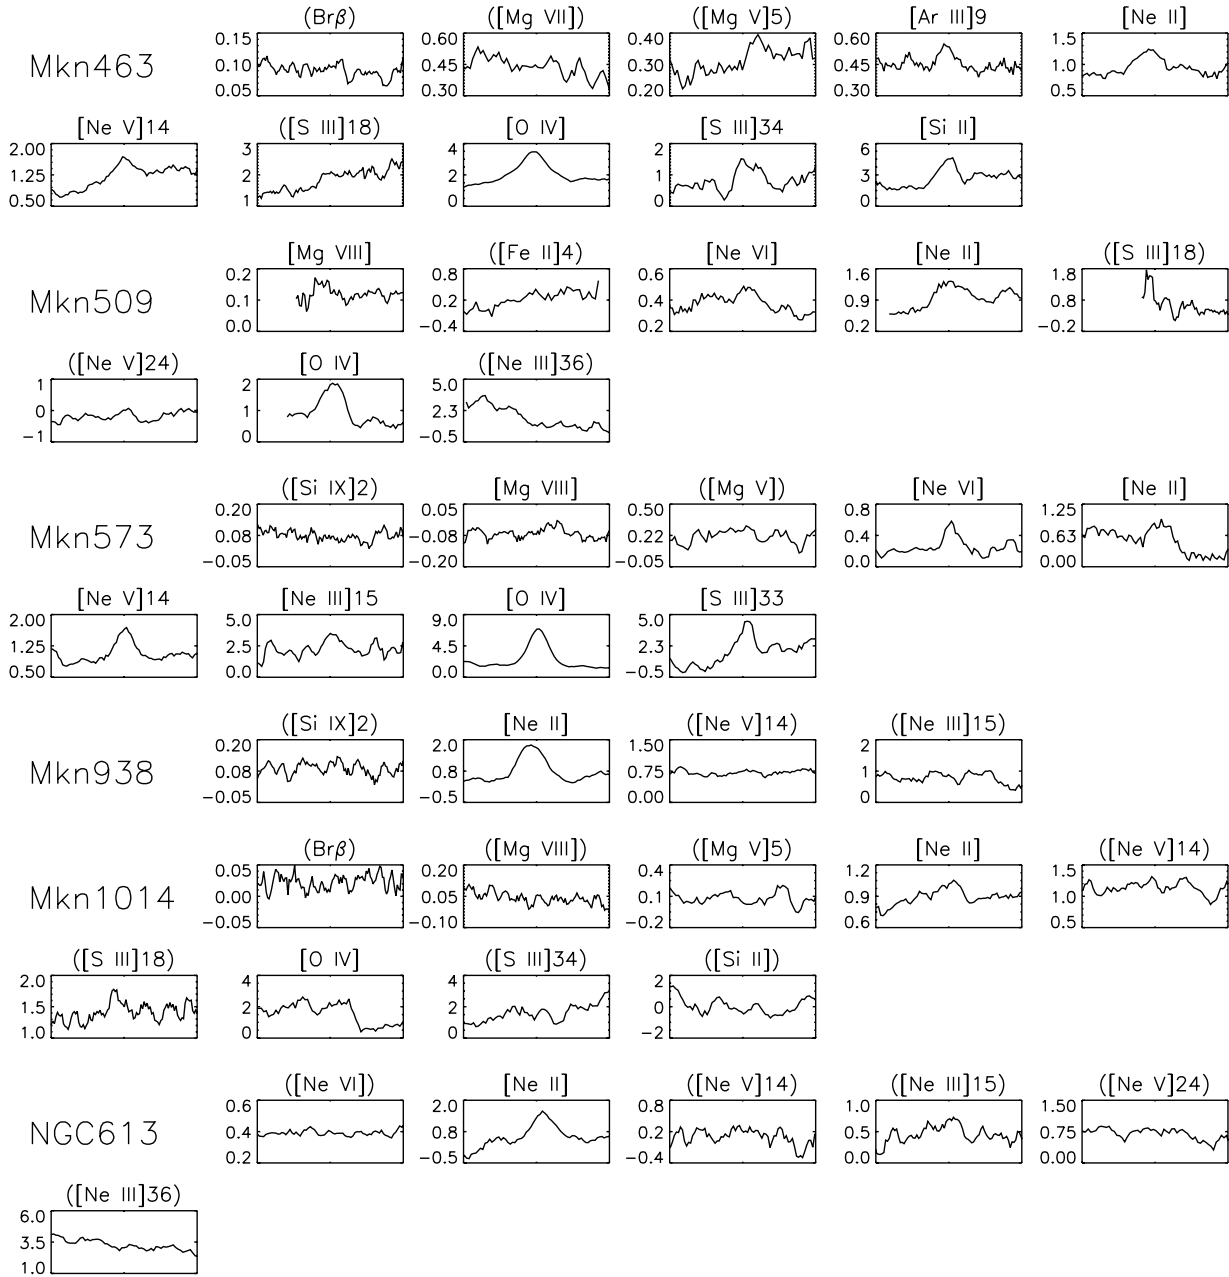 (Brβ) ([Mg VII]) ([Mg V]5) [Ar III]9 [Ne II]
Mkn463
0.15 0.10 0.05
0.60 0.45 0.30
0.40 0.30 0.20
0.60 0.45 0.30
1.5 1.0 0.5
[Ne V]14 ([S III]18) [O IV] [S III]34 [Si II]
2.00 1.25 0.50
3 2 1
4 2 0
2 1 0
6 3 0
[Mg VIII] ([Fe II]4) [Ne VI] [Ne II] ([S III]18)
Mkn509
0.2 0.1 0.0
0.8 0.2 −0.4
0.6 0.4 0.2
1.6 0.9 0.2
1.8 0.8 −0.2
([Ne V]24) [O IV] ([Ne III]36)
1 0 −1
2 1 0
5.0 2.3 −0.5
([Si IX]2) [Mg VIII] ([Mg V]) [Ne VI] [Ne II]
Mkn573
0.20 0.08 −0.05
0.05 −0.08 −0.20
0.50 0.22 −0.05
0.8 0.4 0.0
1.25 0.63 0.00
[Ne V]14 [Ne III]15 [O IV] [S III]33
2.00 1.25 0.50
5.0 2.5 0.0
9.0 4.5 0.0
5.0 2.3 −0.5
([Si IX]2) [Ne II] ([Ne V]14) ([Ne III]15)
Mkn938
0.20 0.08 −0.05
2.0 0.8 −0.5
1.50 0.75 0.00
2 1 0
(Brβ) ([Mg VIII]) ([Mg V]5) [Ne II] ([Ne V]14)
Mkn1014
0.05 0.00 −0.05
0.20 0.05 −0.10
0.4 0.1 −0.2
1.2 0.9 0.6
1.5 1.0 0.5
([S III]18) [O IV] ([S III]34) ([Si II])
2.0 1.5 1.0
4 2 0
4 2 0
2 0 −2
([Ne VI]) [Ne II] ([Ne V]14) ([Ne III]15) ([Ne V]24)
NGC613
0.6 0.4 0.2
2.0 0.8 −0.5
0.8 0.2 −0.4
1.0 0.5 0.0
1.50 0.75 0.00
([Ne III]36)
6.0 3.5 1.0